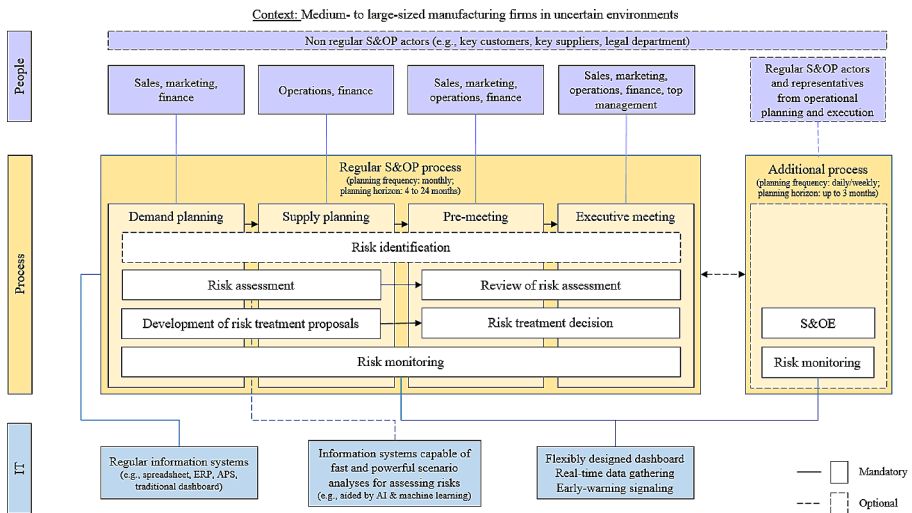 Context: Medium- to large-sized manufacturing firms in uncertain environments
People
Non regular S&OP actors (e.g., key customers, key suppliers, legal department)
Sales, marketing,
finance
Operations, finance
Sales, marketing,
operations, finance
Sales, marketing,
operations, finance, top
management
Regular S&OP actors
and representatives
from operational
planning and execution
Process
Regular S&OP process
(planning frequency: monthly;
planning horizon: 4 to 24 months)
Additional process
(planning frequency: daily/weekly;
planning horizon: up to 3 months)
Demand planning
Supply planning
Pre-meeting
Executive meeting
Risk identification
Risk assessment
Review of risk assessment
Development of risk treatment proposals
Risk treatment decision
S&OE
Risk monitoring
Risk monitoring
IT
Regular information systems
(e.g., spreadsheet, ERP, APS,
traditional dashboard)
Information systems capable of
fast and powerful scenario
analyses for assessing risks
(e.g., aided by AI & machine learning)
Flexibly designed dashboard
Real-time data gathering
Early-warning signaling
Mandatory
Optional